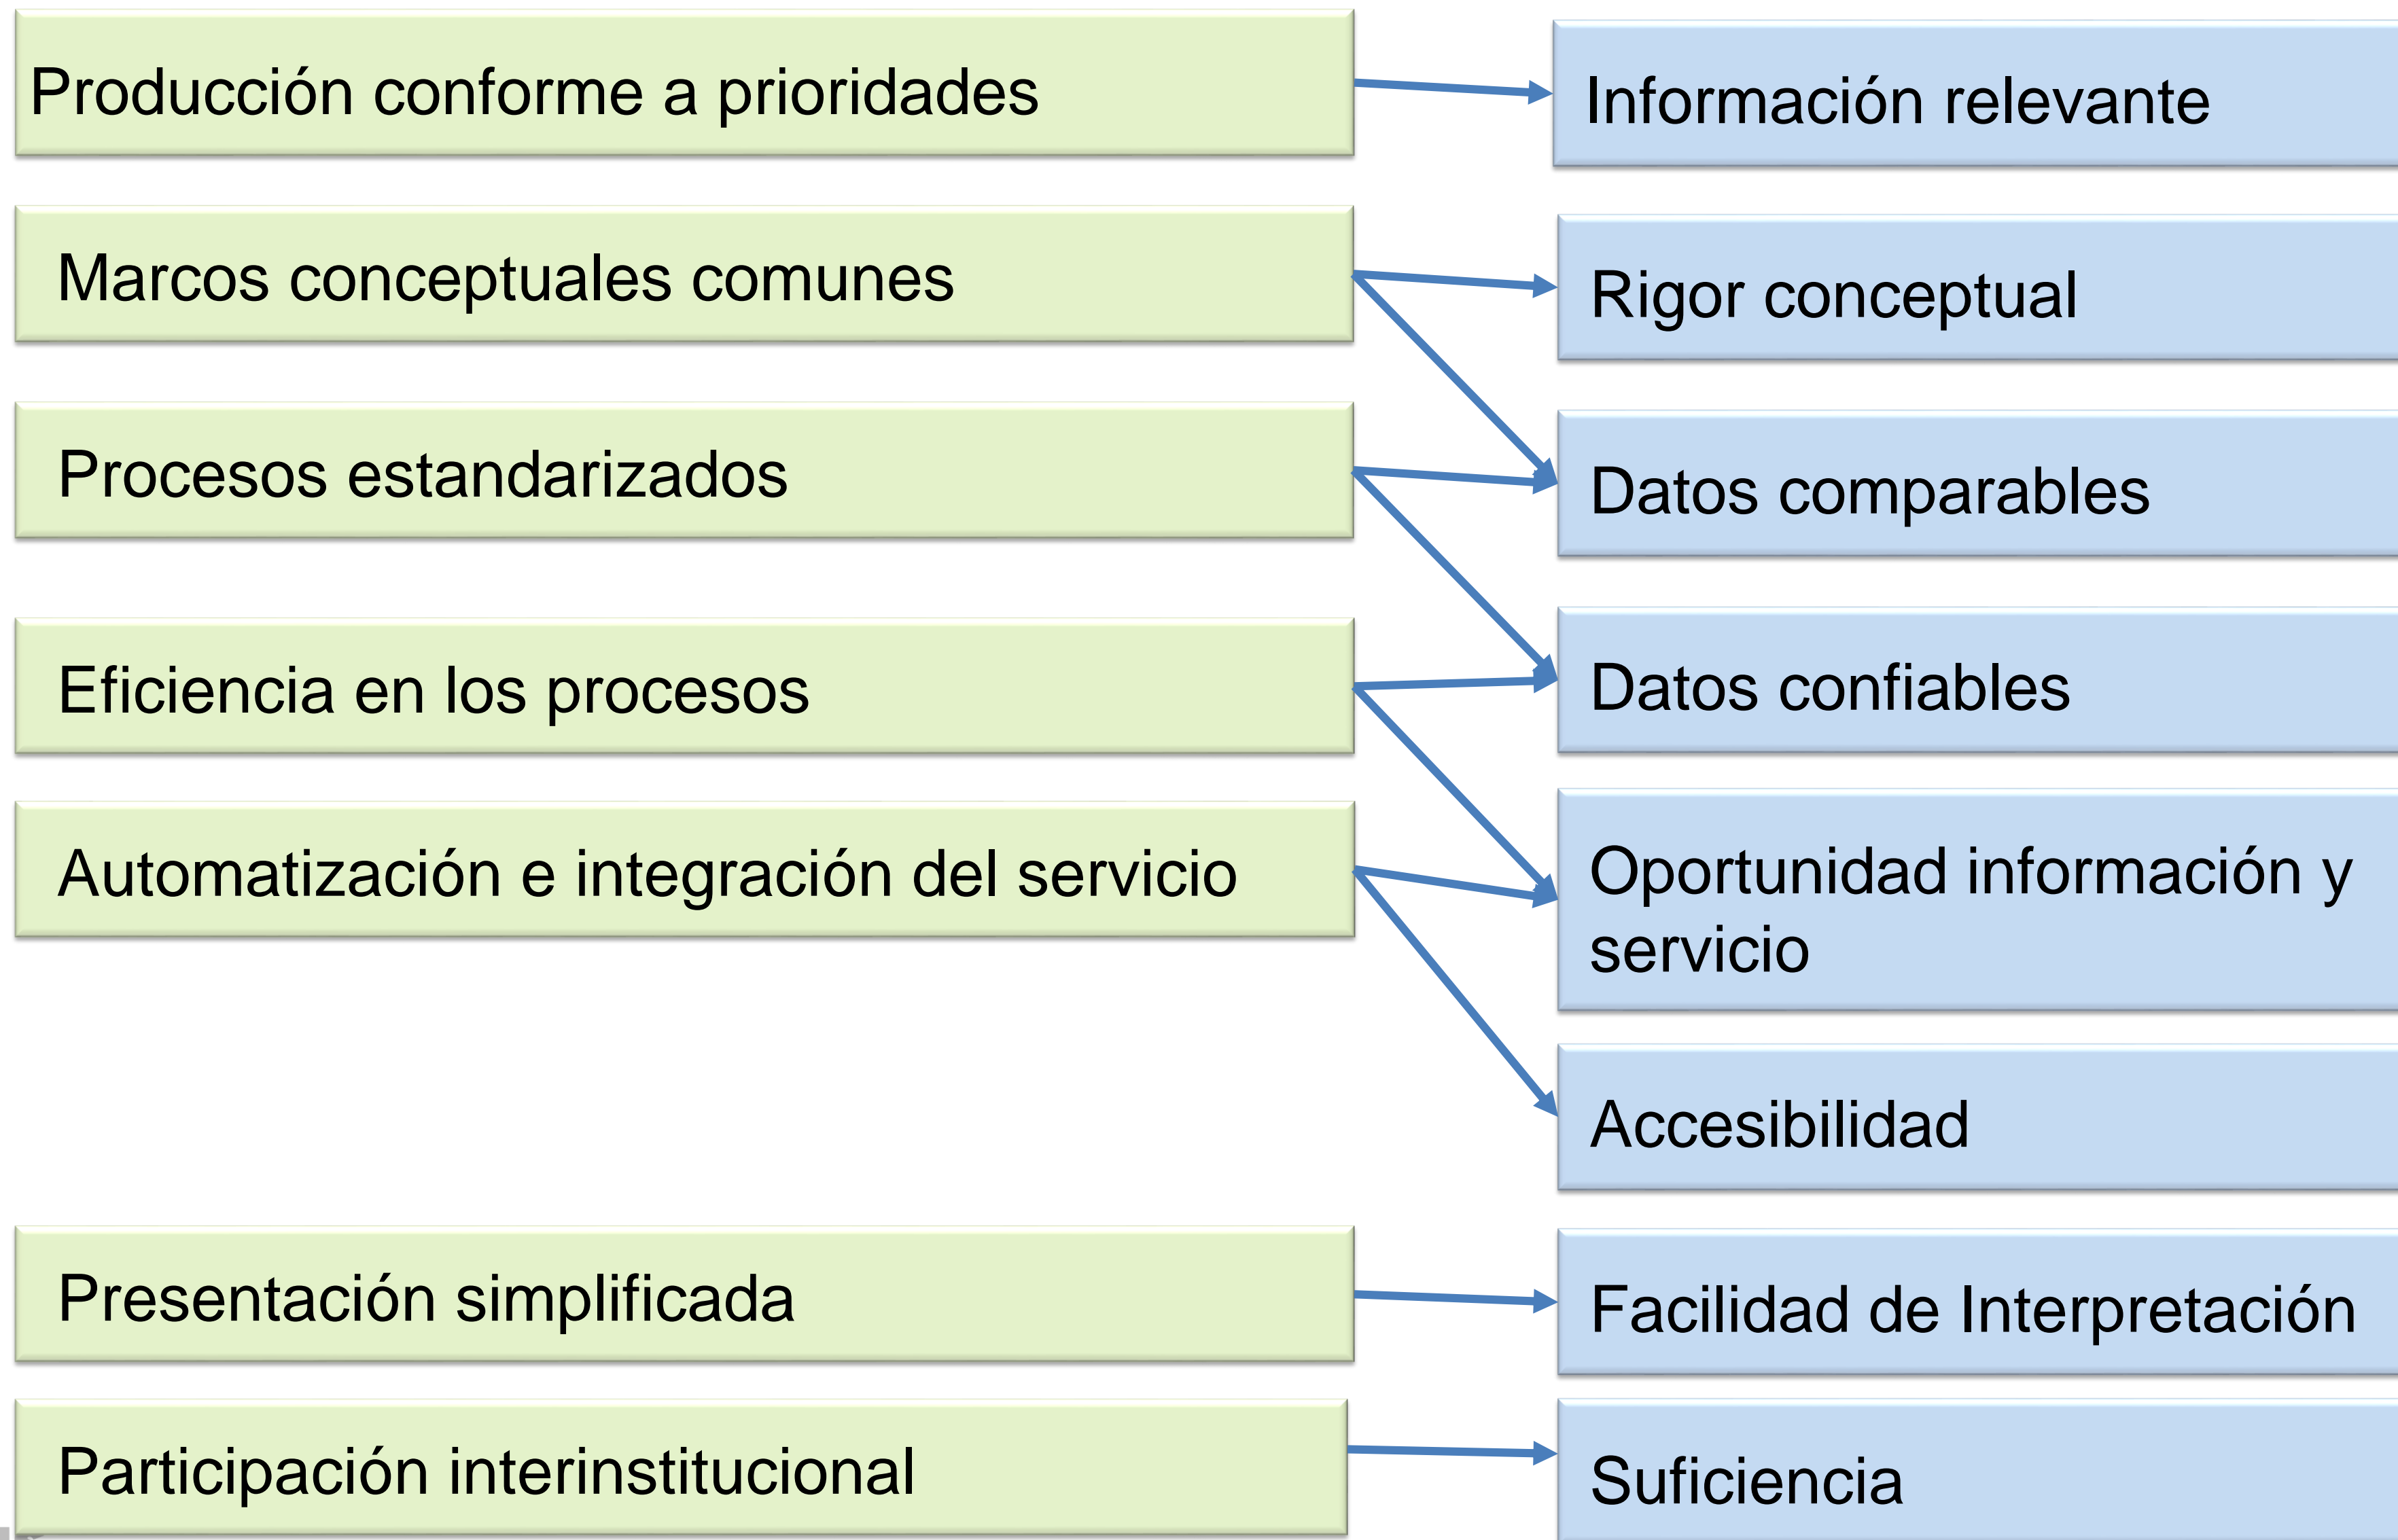 Producción conforme a prioridades
Información relevante
Marcos conceptuales comunes
Rigor conceptual
Procesos estandarizados
Datos comparables
Eficiencia en los procesos
Datos confiables
Automatización e integración del servicio
Oportunidad información y
servicio
Accesibilidad
Presentación simplificada
Facilidad de Interpretación
Participación interinstitucional
Suficiencia